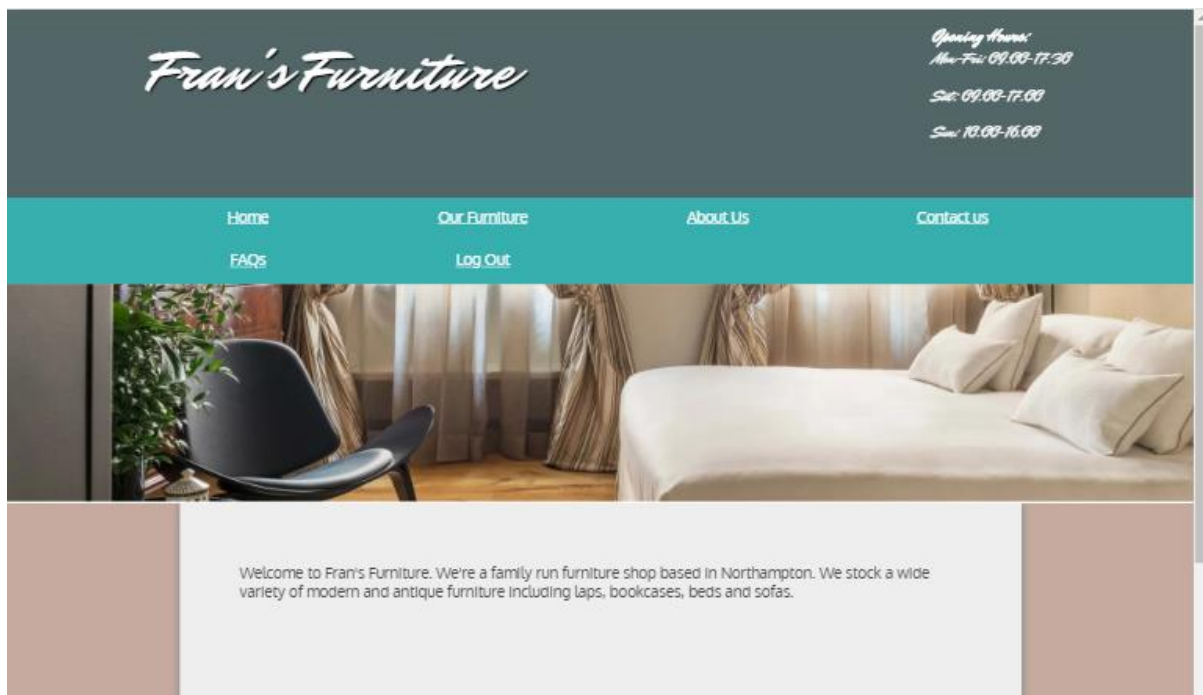 Fran's Furniture
Opening Hours:
Mon-Fri: 09.00-17.30
Sat: 09.00-17.00
Sun: 10.00-16.00
Home Our Furniture About Us Contact us
FAQs Log Out
Welcome to Fran's Furniture. We're a family run furniture shop based in Northampton. We stock a wide
variety of modern and antique furniture including laps, bookcases, beds and sofas.